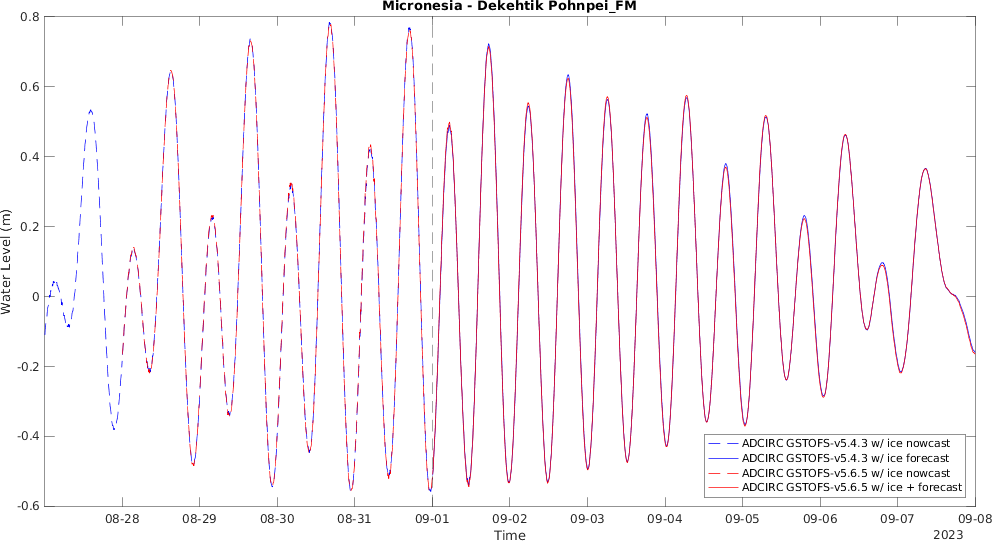 Micronesia - Dekehtik Pohnpei_FM
0.8
0.6
0.4
0.2
0
-0.2
-0.4
-0.6
Water Level (m)
ADCIRC GSTOFS-v5.4.3 w/ ice nowcast
ADCIRC GSTOFS-v5.4.3 w/ ice forecast
ADCIRC GSTOFS-v5.6.5 w/ ice nowcast
ADCIRC GSTOFS-v5.6.5 w/ ice + forecast
08-28 08-29 08-30 08-31 09-01 09-02 09-03 09-04 09-05 09-06 09-07 09-08
Time
2023